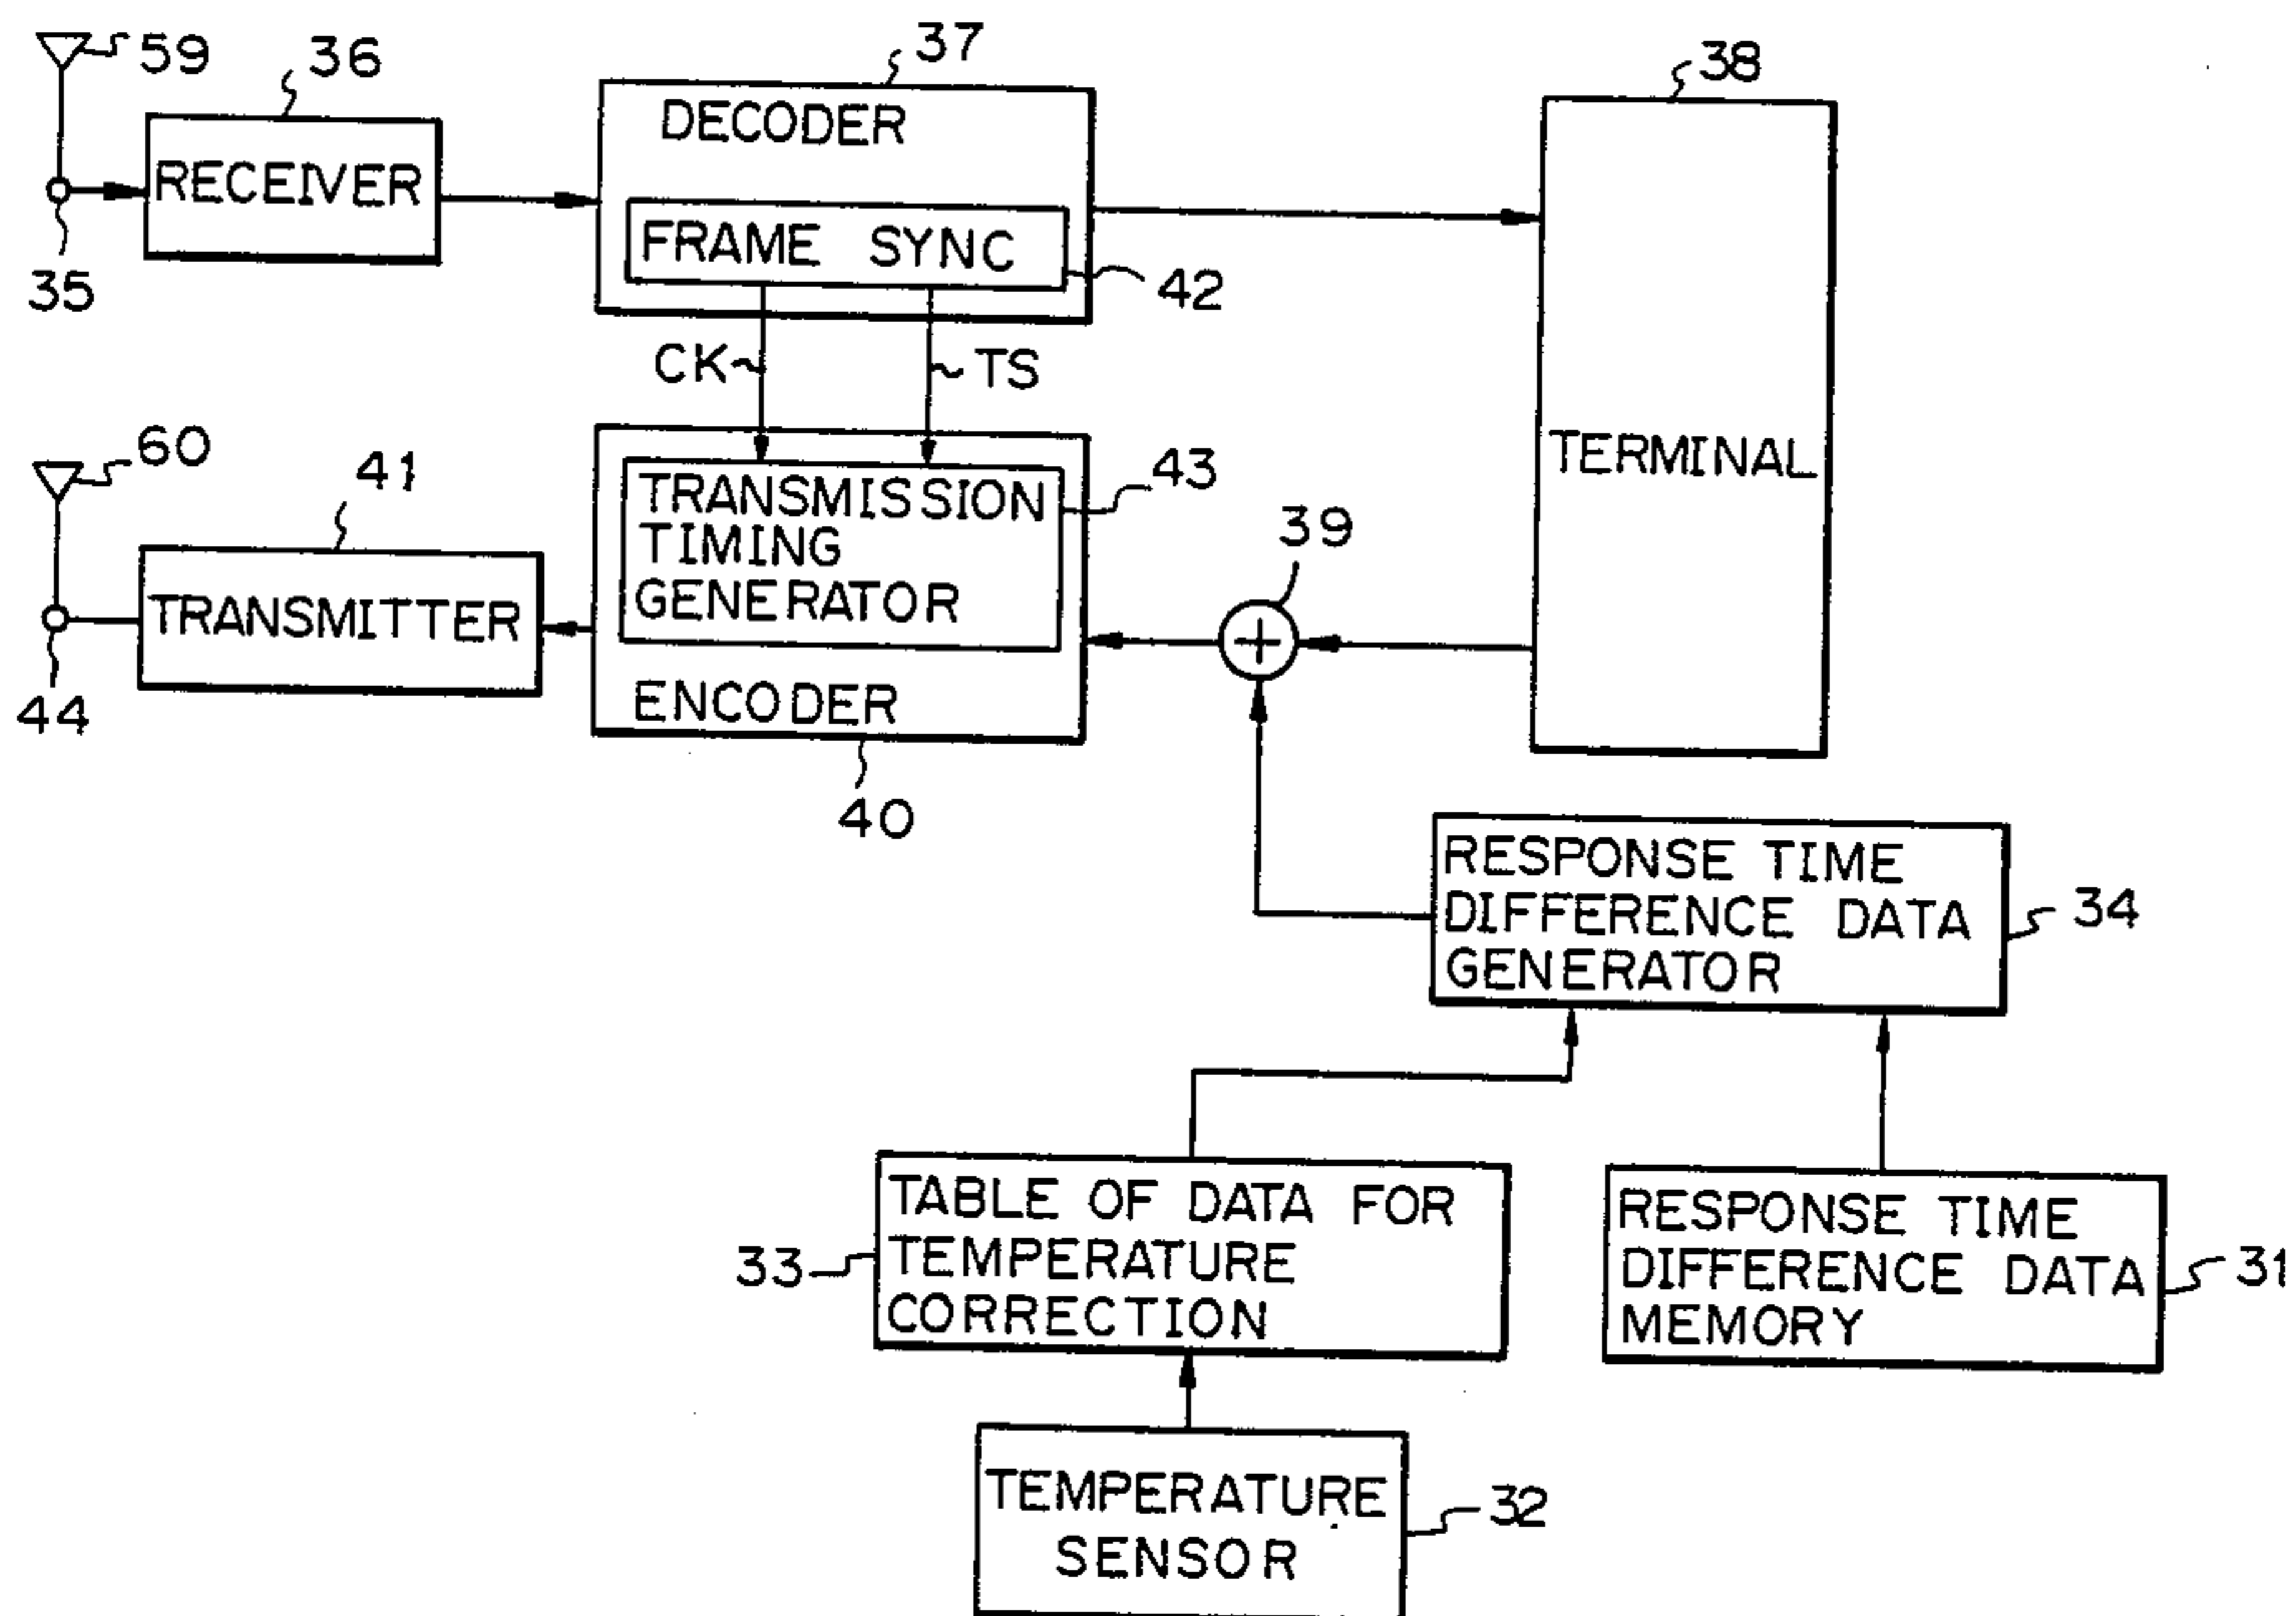 59
36
37
38
DECODER
RECEIVER
FRAME SYNC
42
35
CK
TS
TERMINAL
60
41
43
TRANSMISSION
TIMING
GENERATOR
39
+
TRANSMITTER
44
ENCODER
40
RESPONSE TIME
DIFFERENCE DATA
GENERATOR
34
33
TABLE OF DATA FOR
TEMPERATURE
CORRECTION
RESPONSE TIME
DIFFERENCE DATA
MEMORY
31
TEMPERATURE
SENSOR
32